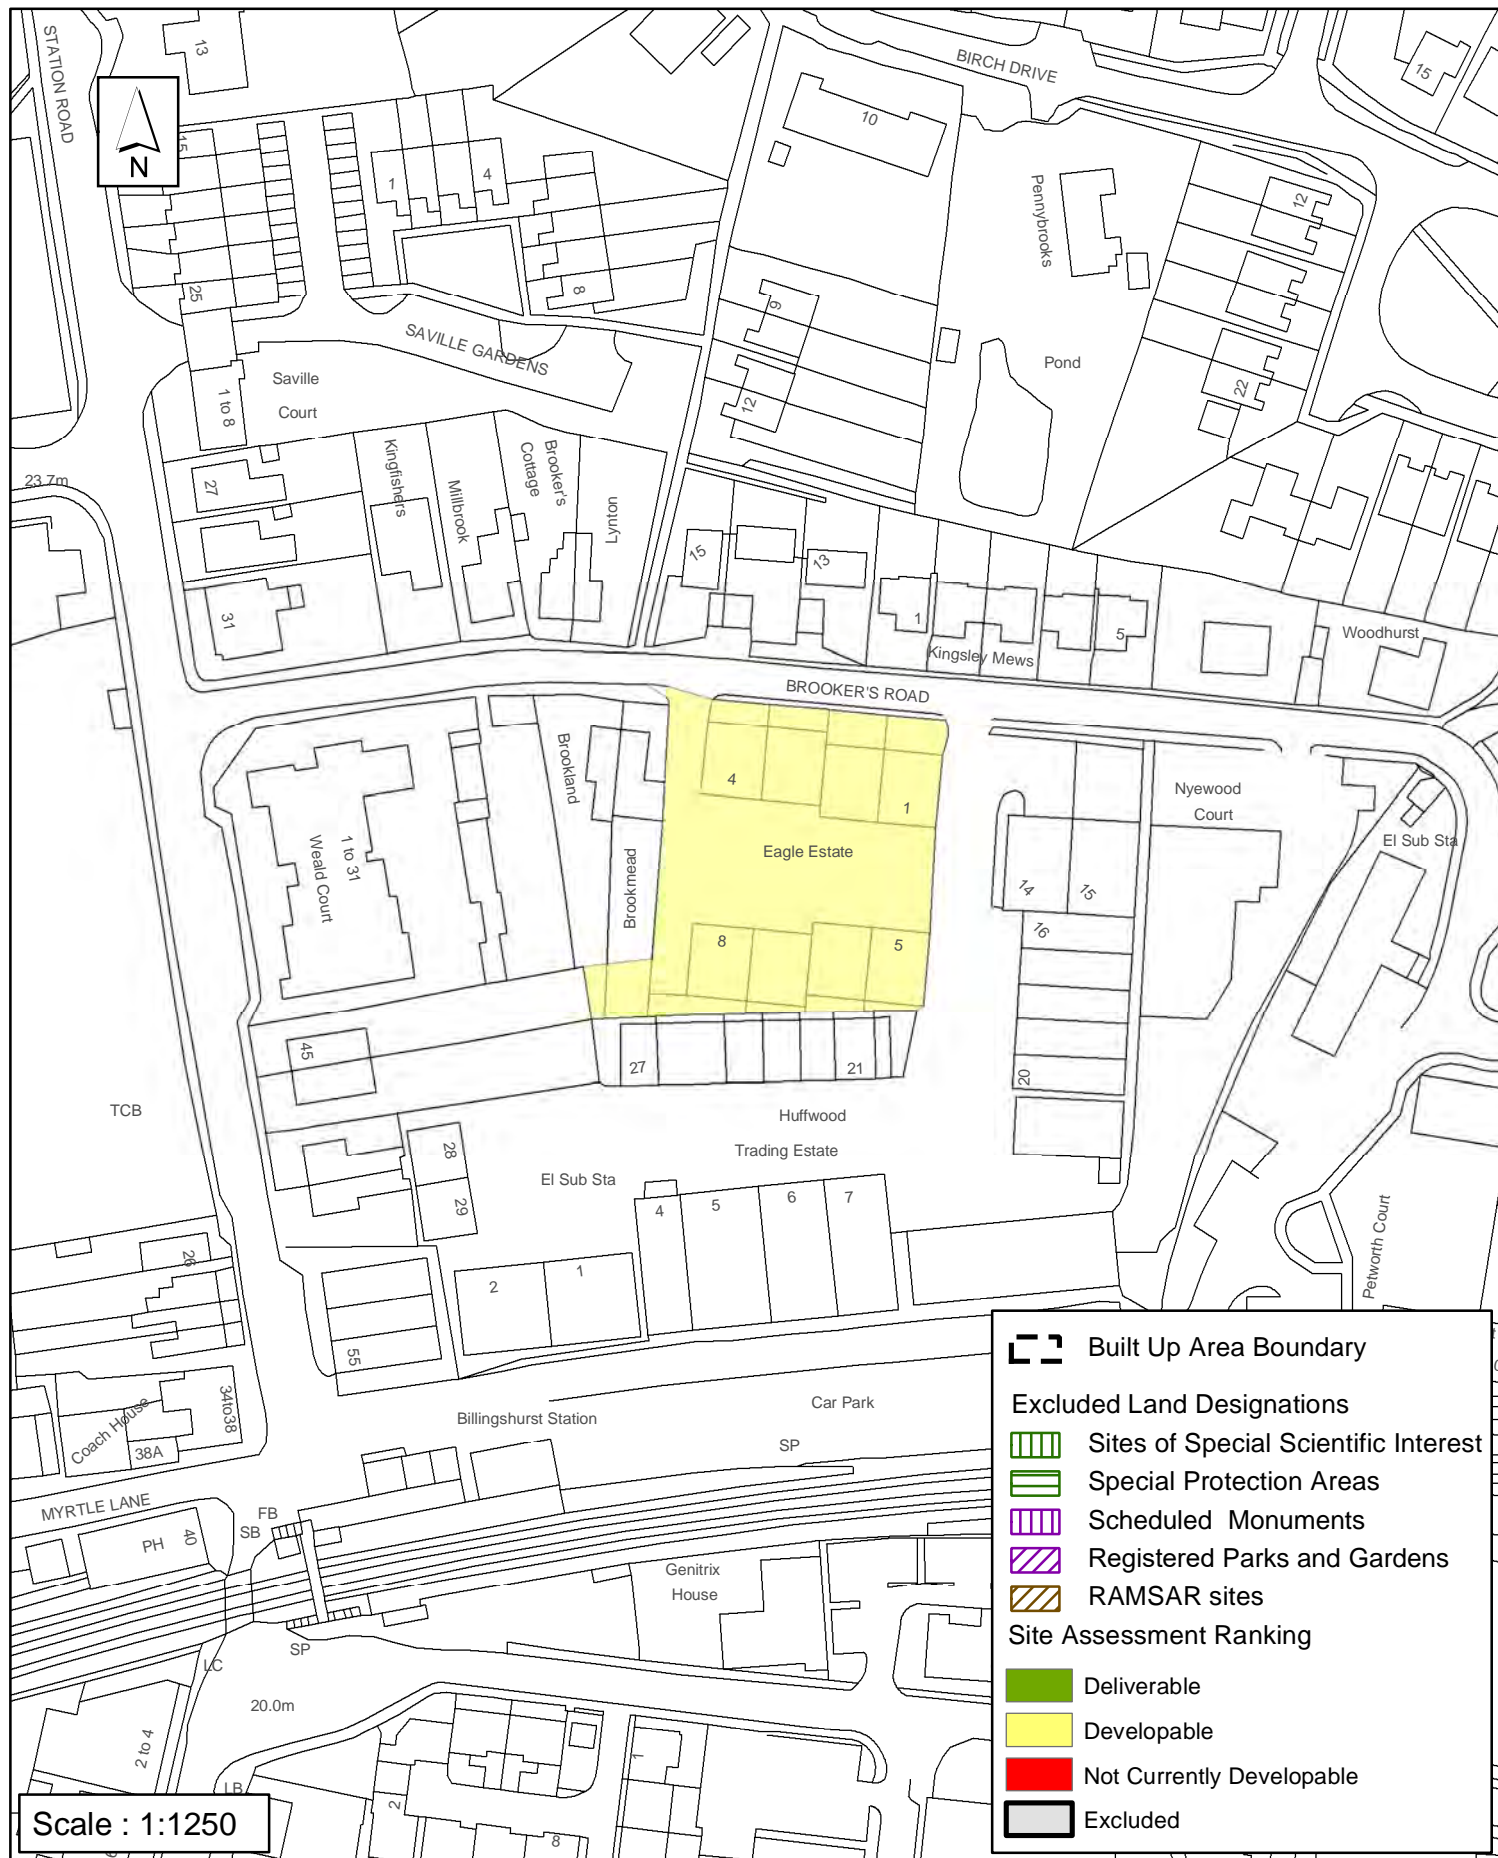 STATION ROAD
13
BIRCH DRIVE
15
N
15
10
1
4
Pennybrooks
12
25
8
9
SAVILLE GARDENS
Saville
Court
1 to 8
Pond
22
12
23.7m
27
Kingfishers
Millbrook
Brooker's
Cottage
Lynton
15
13
31
1
5
Kingsley Mews
Woodhurst
BROOKER'S ROAD
Brookland
4
1
Nyewood
Court
Weald Court
1 to 31
Brookmead
Eagle Estate
El Sub Sta
14
15
8
5
16
45
27
21
20
TCB
Huffwood
Trading Estate
28
29
El Sub Sta
4
5
6
7
26
2
1
Petworth Court
55
Coach House
34to38
38A
Billingshurst Station
Car Park
SP
MYRTLE LANE
FB
SB
PH
40
Genitrix
House
SP
LC
20.0m
2 to 4
LB
1
2
8
Scale : 1:1250
Built Up Area Boundary
Excluded Land Designations
Sites of Special Scientific Interest
Special Protection Areas
Scheduled Monuments
Registered Parks and Gardens
RAMSAR sites
Site Assessment Ranking
Deliverable
Developable
Not Currently Developable
Excluded